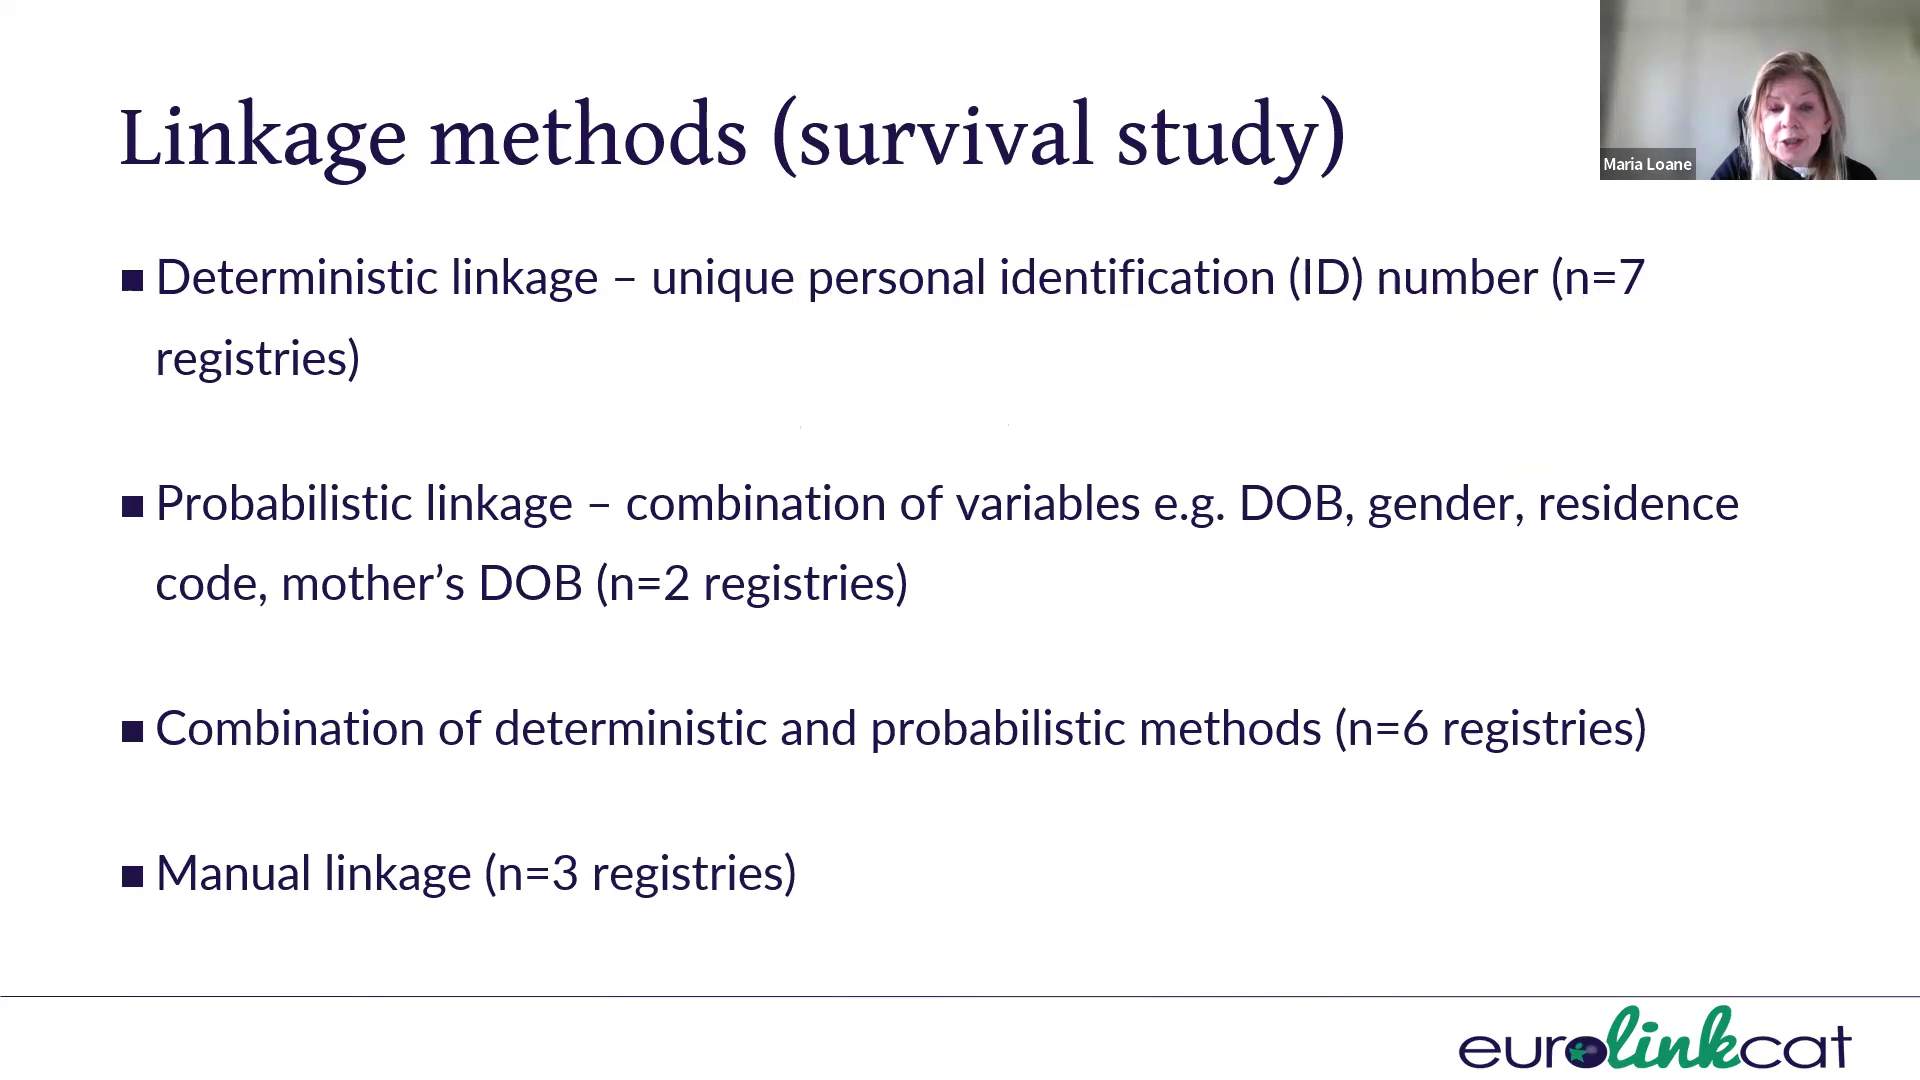 Linkage methods (survival study)
Maria Loane
■ Deterministic linkage – unique personal identification (ID) number (n=7
registries)
■ Probabilistic linkage – combination of variables e.g. DOB, gender, residence
code, mother’s DOB (n=2 registries)
■ Combination of deterministic and probabilistic methods (n=6 registries)
■ Manual linkage (n=3 registries)
eurolinkcat